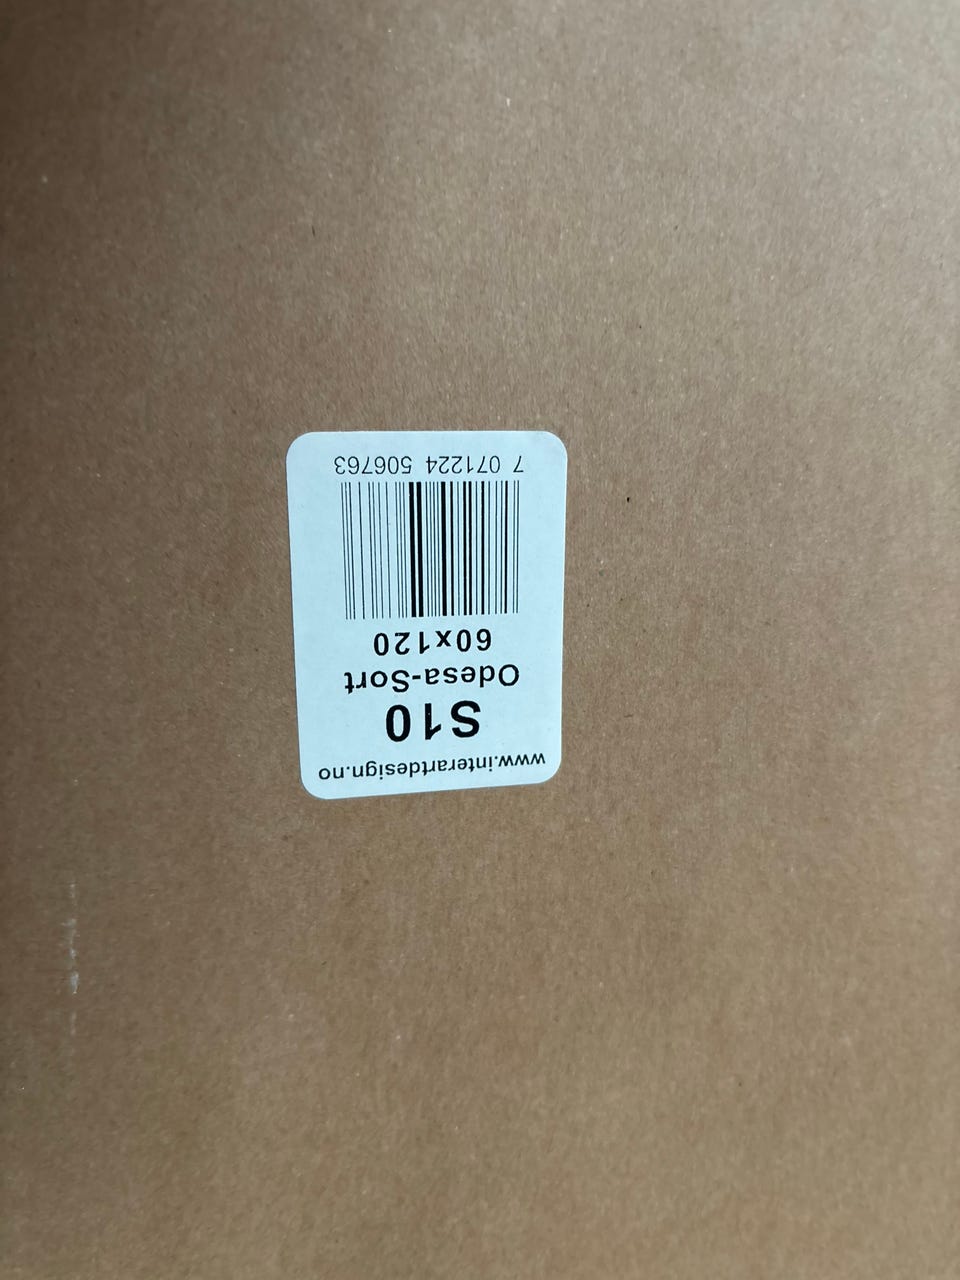 www.interartdesign.no
S10
Odesa-Sort
60x120
7 071224 506763